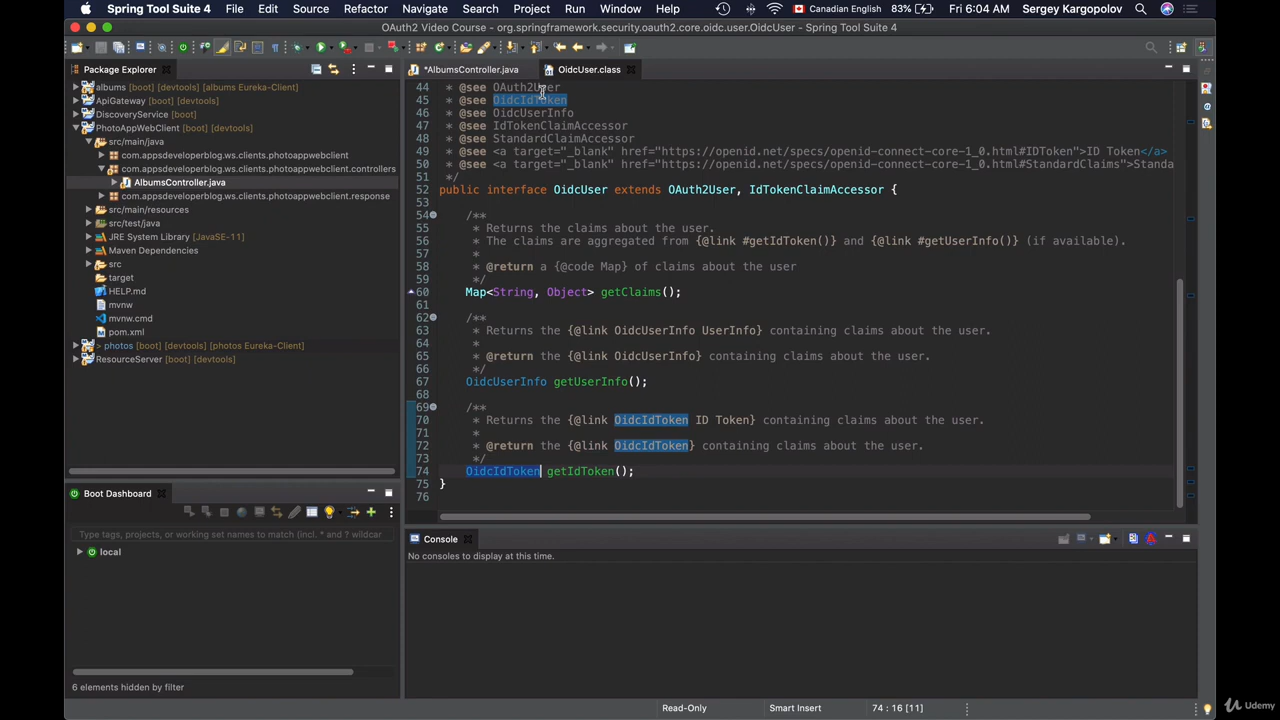 Spring Tool Suite 4 File Edit Source Refactor Navigate Search Project Run Window Help Canadian English 83% Fri 6:04 AM Sergey Kargopolov
OAuth2 Video Course - org.springframework.security.oauth2.core.oidc.user.OidcUser - Spring Tool Suite 4
Package Explorer
albums [devtools] [albums Eureka-Client]
ApiGateway [boot] [devtools]
DiscoveryService [boot] [devtools]
PhotoAppWebClient [boot] [devtools]
src/main/java
com.appsdeveloperblog.ws.clients.photoappwebclient
com.appsdeveloperblog.ws.clients.photoappwebclient.controllers
AlbumsController.java
com.appsdeveloperblog.ws.clients.photoappwebclient.response
src/main/resources
src/test/java
JRE System Library [JavaSE-11]
Maven Dependencies
src
target
HELP.md
mvnw
mvnw.cmd
pom.xml
> photos [boot] [devtools] [photos Eureka-Client]
ResourceServer [boot] [devtools]
*AlbumsController.java OidcUser.class
44 * @see OAuth2User
45 * @see OidcIdToken
46 * @see OidcUserInfo
47 * @see IdTokenClaimAccessor
48 * @see StandardClaimAccessor
49 * @see <a target="_blank" href="https://openid.net/specs/openid-connect-core-1_0.html#IDToken">ID Token</a>
50 * @see <a target="_blank" href="https://openid.net/specs/openid-connect-core-1_0.html#StandardClaims">Standa
51 */
52 public interface OidcUser extends OAuth2User, IdTokenClaimAccessor {
53
54 /**
55 * Returns the claims about the user.
56 * The claims are aggregated from {@link #getIdToken()} and {@link #getUserInfo()} (if available).
57 *
58 * @return a {@code Map} of claims about the user
59 */
60 Map<String, Object> getClaims();
61
62 /**
63 * Returns the {@link OidcUserInfo UserInfo} containing claims about the user.
64 *
65 * @return the {@link OidcUserInfo} containing claims about the user.
66 */
67 OidcUserInfo getUserInfo();
68
69 /**
70 * Returns the {@link OidcIdToken ID Token} containing claims about the user.
71 *
72 * @return the {@link OidcIdToken} containing claims about the user.
73 */
74 OidcIdToken getIdToken();
75 }
76
Boot Dashboard
Type tags, projects, or working set names to match (incl. * and ? wildcar
local
6 elements hidden by filter
Console
No consoles to display at this time.
Read-Only Smart Insert 74 : 16 [11]
Udemy